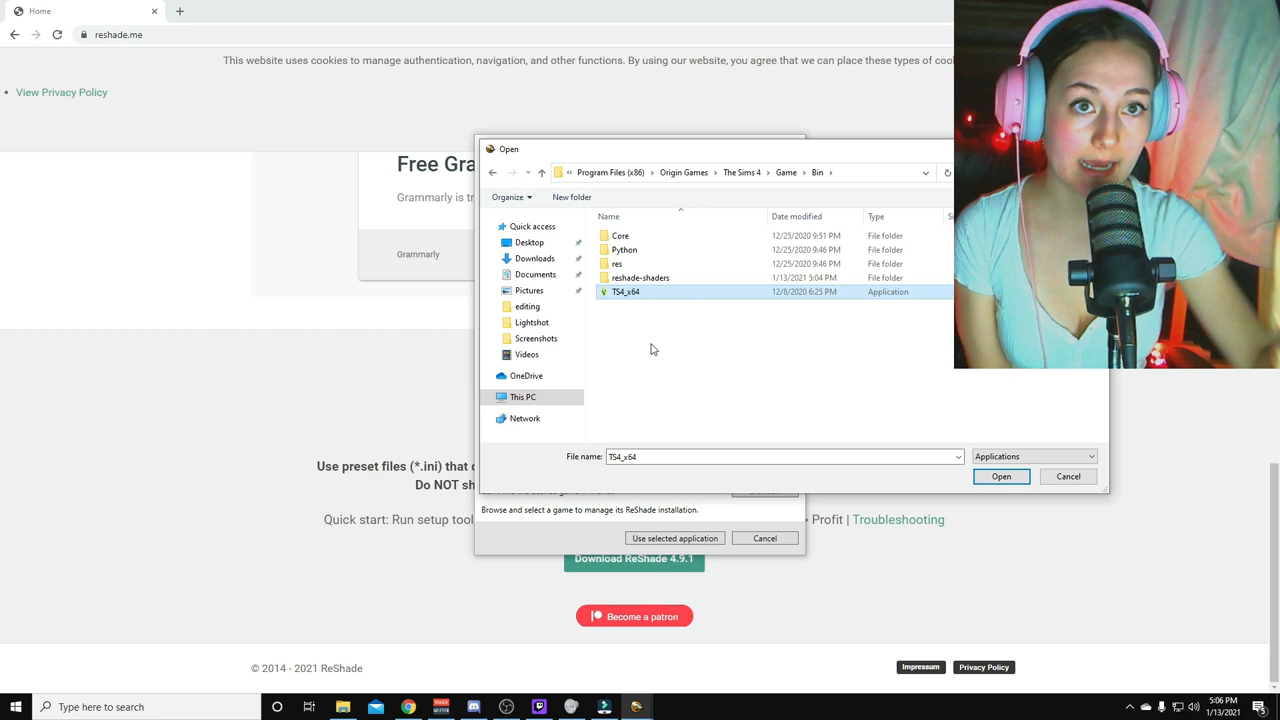 Home
reshade.me
This website uses cookies to manage authentication, navigation, and other functions. By using our website, you agree that we can place these types of
View Privacy Policy
Free
Grammarly is
Grammarly
Open
Program Files (x86)
Origin Games
The Sims 4
Game
Bin
Organize
New folder
Name
Date modified
Type
Quick access
Desktop
Downloads
Documents
Pictures
editing
Lightshot
Screenshots
Videos
OneDrive
This PC
Network
Core 12/25/2020 9:51 PM File folder
Python 12/25/2020 9:46 PM File folder
res 12/25/2020 9:46 PM File folder
reshade-shaders 1/13/2021 5:04 PM File folder
TS4_x64 12/8/2020 6:25 PM Application
File name: TS4_x64
Applications
Open
Cancel
Browse and select a game to manage its ReShade installation.
Use selected application
Cancel
Use preset files (*.ini) that
Do NOT
Quick start: Run setup
• Profit | Troubleshooting
Download ReShade 4.9.1
Become a patron
© 2014 - 2021 ReShade
Impressum
Privacy Policy
Type here to search
5:06 PM
1/13/2021
5